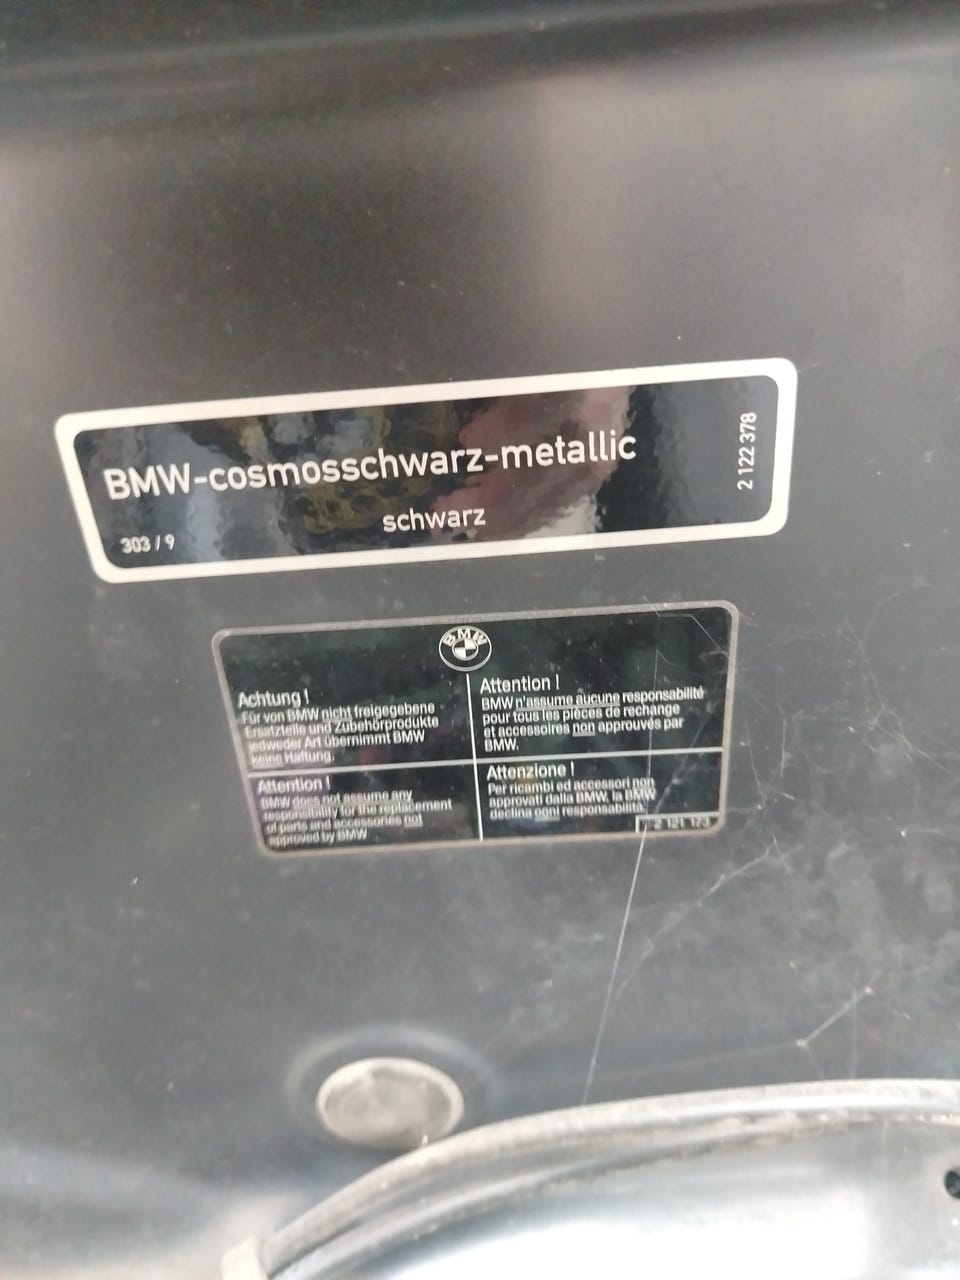 BMW-cosmosschwarz-metallic
schwarz
303 / 9
2 122 378
BMW
Achtung !
Für von BMW nicht freigegebene
Ersatzteile und Zubehörprodukte
jedweder Art übernimmt BMW
keine Haftung.
Attention !
BMW n'assume aucune responsabilité
pour tous les pièces de rechange
et accessoires non approuvés par
BMW.
Attention !
BMW does not assume any
responsibility for the replacement
of parts and accessories not
approved by BMW
Attenzione !
Per ricambi ed accessori non
approvati dalla BMW, la BMW
declina ogni responsabilità.
2 121 173